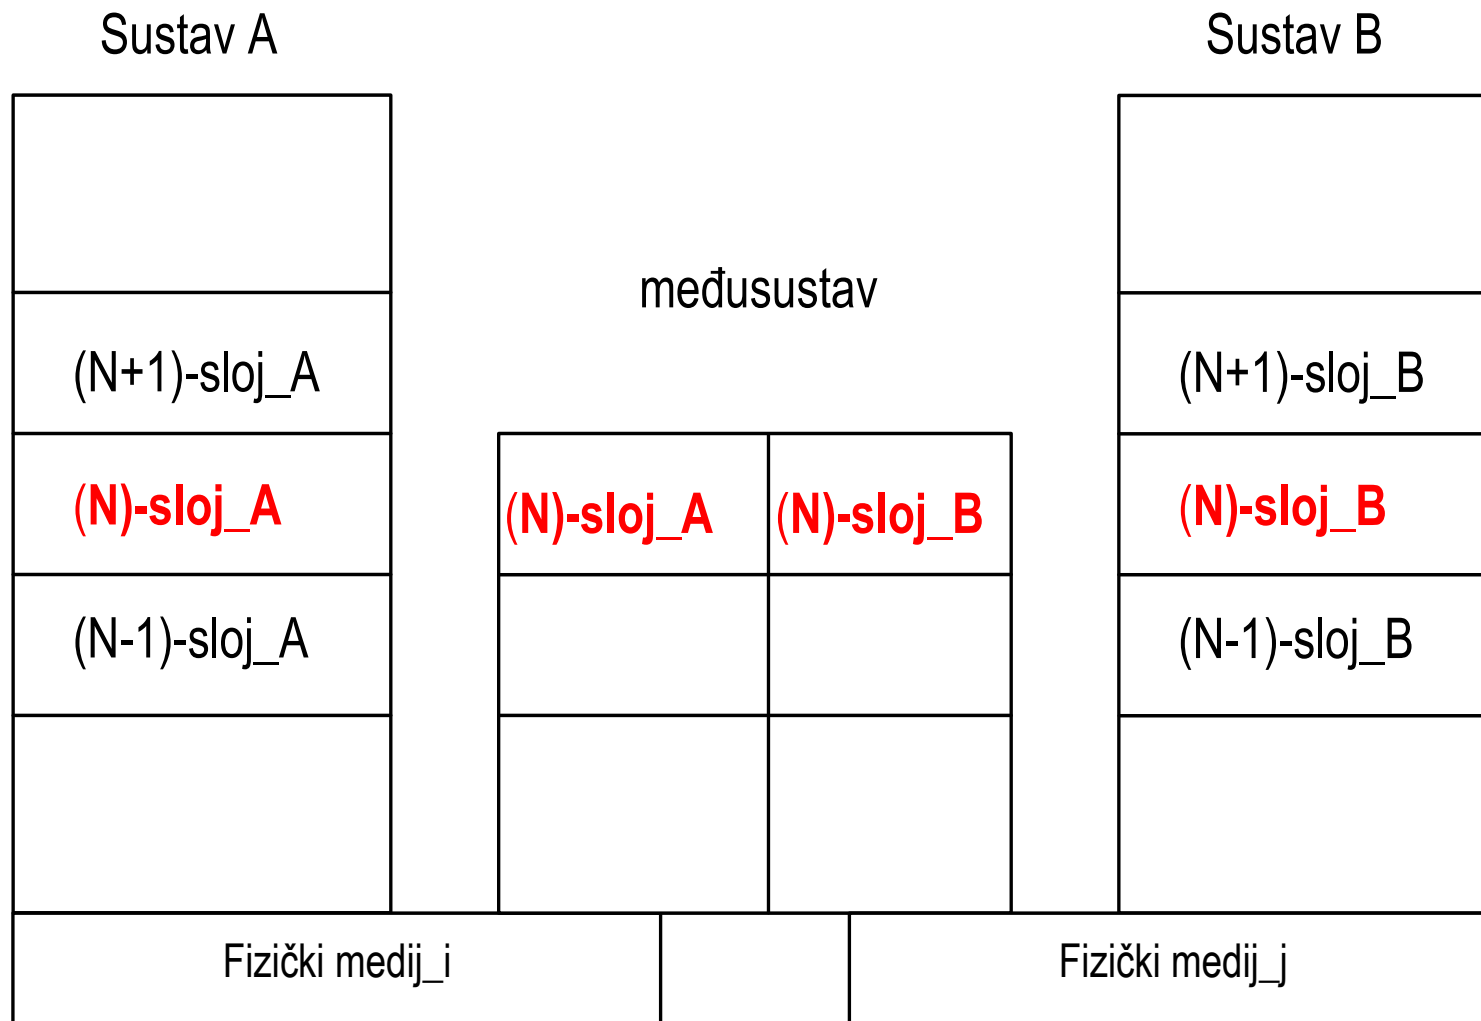 Sustav A
Sustav B
međusustav
(N+1)-sloj_A
(N+1)-sloj_B
(N)-sloj_A
(N)-sloj_A
(N)-sloj_B
(N)-sloj_B
(N-1)-sloj_A
(N-1)-sloj_B
Fizički medij_i
Fizički medij_j